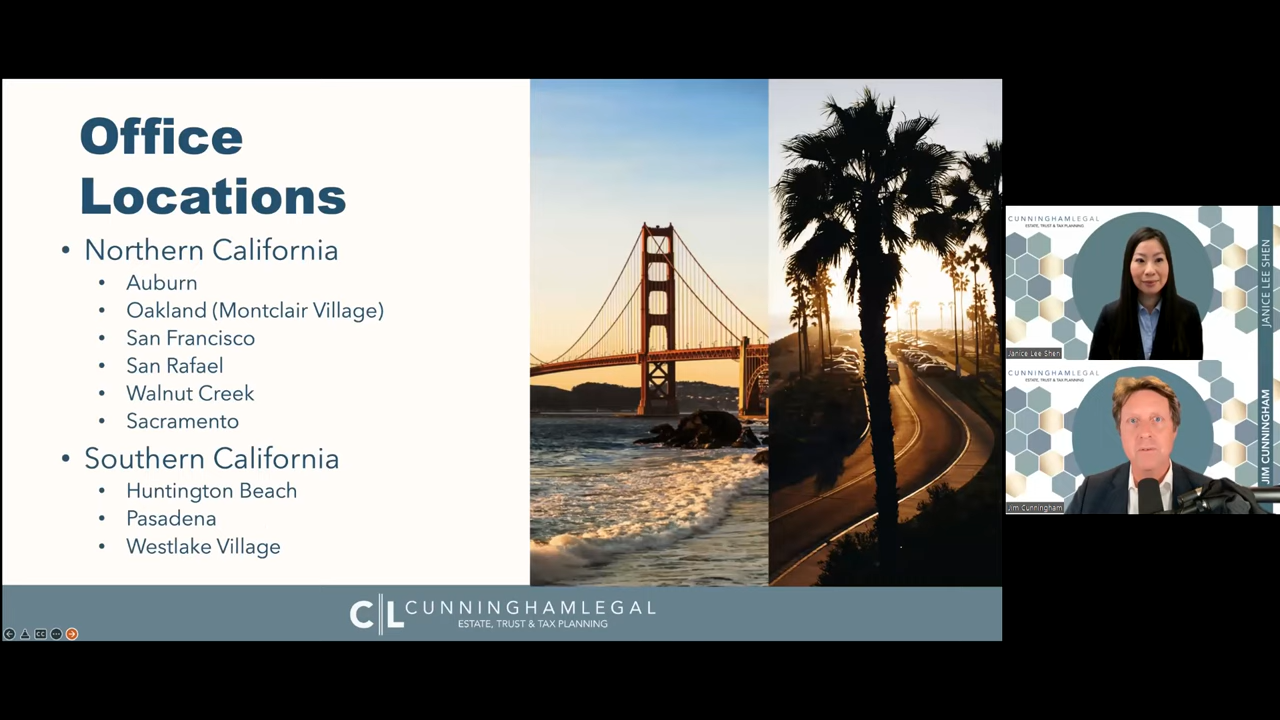 Office
Locations
• Northern California
• Auburn
• Oakland (Montclair Village)
• San Francisco
• San Rafael
• Walnut Creek
• Sacramento
• Southern California
• Huntington Beach
• Pasadena
• Westlake Village
CL CUNNINGHAMLEGAL
ESTATE, TRUST & TAX PLANNING
CC
CUNNINGHAMLEGAL
ESTATE, TRUST & TAX PLANNING
JANICE LEE SHEN
Janice Lee Shen
CUNNINGHAMLEGAL
ESTATE, TRUST & TAX PLANNING
JIM CUNNINGHAM
Jim Cunningham